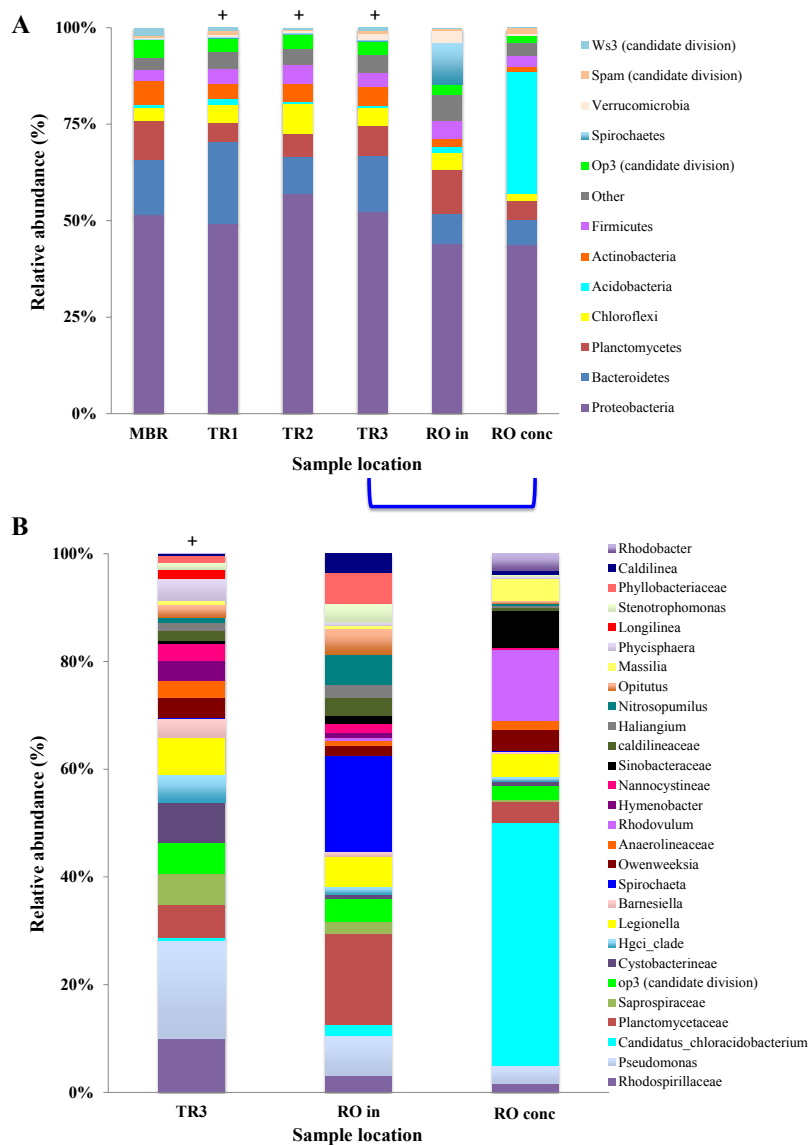 A
+ + +
100%
75%
50%
25%
0%
Relative abundance (%)
MBR TR1 TR2 TR3 RO in RO conc
Sample location
Ws3 (candidate division)
Spam (candidate division)
Verrucomicrobia
Spirochaetes
Op3 (candidate division)
Other
Firmicutes
Actinobacteria
Acidobacteria
Chloroflexi
Planctomycetes
Bacteroidetes
Proteobacteria
B
+
100%
80%
60%
40%
20%
0%
Relative abundance (%)
TR3 RO in RO conc
Sample location
Rhodobacter
Caldilinea
Phyllobacteriaceae
Stenotrophomonas
Longilinea
Phycisphaera
Massilia
Opitutus
Nitrosopumilus
Haliangium
caldilineaceae
Sinobacteraceae
Nannocystineae
Hymenobacter
Rhodovulum
Anaerolineaceae
Owenweeksia
Spirochaeta
Barnesiella
Legionella
Hgci_clade
Cystobacterineae
op3 (candidate division)
Saprospiraceae
Planctomycetaceae
Candidatus_chloracidobacterium
Pseudomonas
Rhodospirillaceae